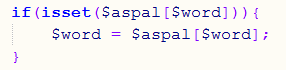 if(isset($aspal[$word])){
$word = $aspal[$word];
}